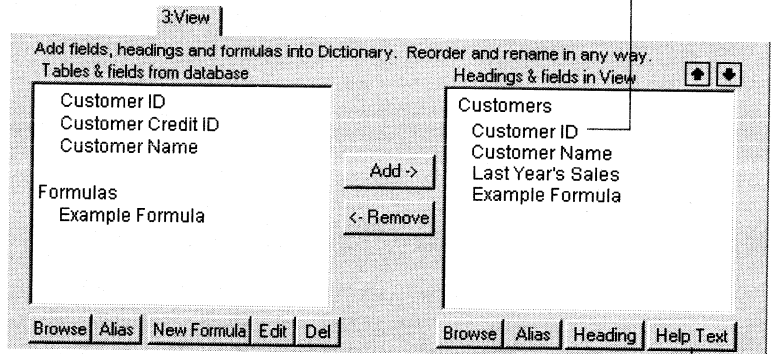 3:View
Add fields, headings and formulas into Dictionary. Reorder and rename in any way.
Tables & fields from database
Headings & fields in View
Customer ID
Customer Credit ID
Customer Name
Formulas
Example Formula
Add ->
<- Remove
Customers
Customer ID
Customer Name
Last Year's Sales
Example Formula
Browse Alias New Formula Edit Del
Browse Alias Heading Help Text